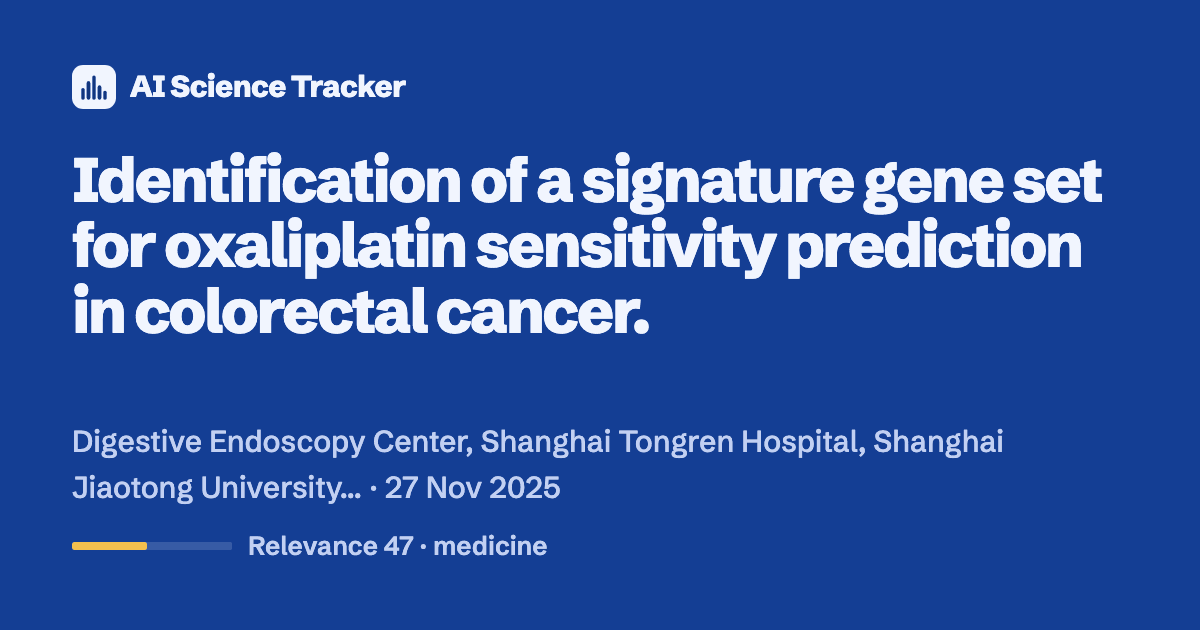 AI Science Tracker
Identification of a signature gene set
for oxaliplatin sensitivity prediction
in colorectal cancer.
Digestive Endoscopy Center, Shanghai Tongren Hospital, Shanghai
Jiaotong University... · 27 Nov 2025
Relevance 47 · medicine